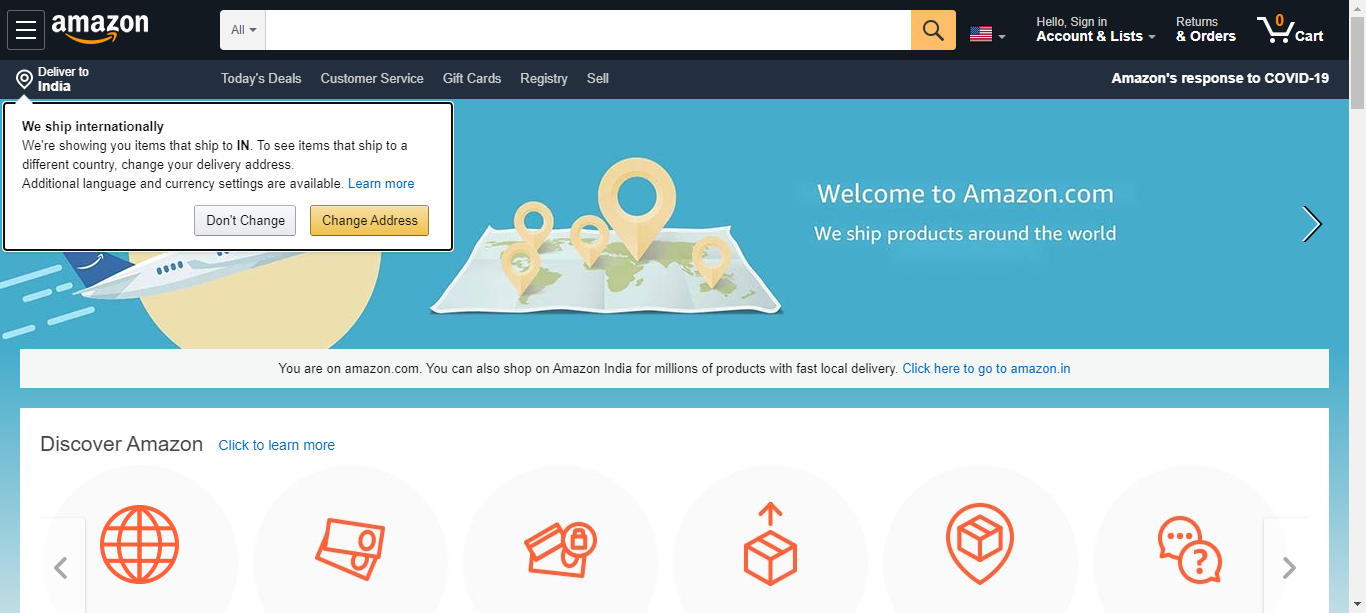 amazon
All
Hello, Sign in
Account & Lists
Returns
& Orders
0
Cart
Deliver to
India
Today's Deals
Customer Service
Gift Cards
Registry
Sell
Amazon's response to COVID-19
We ship internationally
We're showing you items that ship to IN. To see items that ship to a
different country, change your delivery address.
Additional language and currency settings are available. Learn more
Don't Change
Change Address
Welcome to Amazon.com
We ship products around the world
You are on amazon.com. You can also shop on Amazon India for millions of products with fast local delivery. Click here to go to amazon.in
Discover Amazon
Click to learn more
?